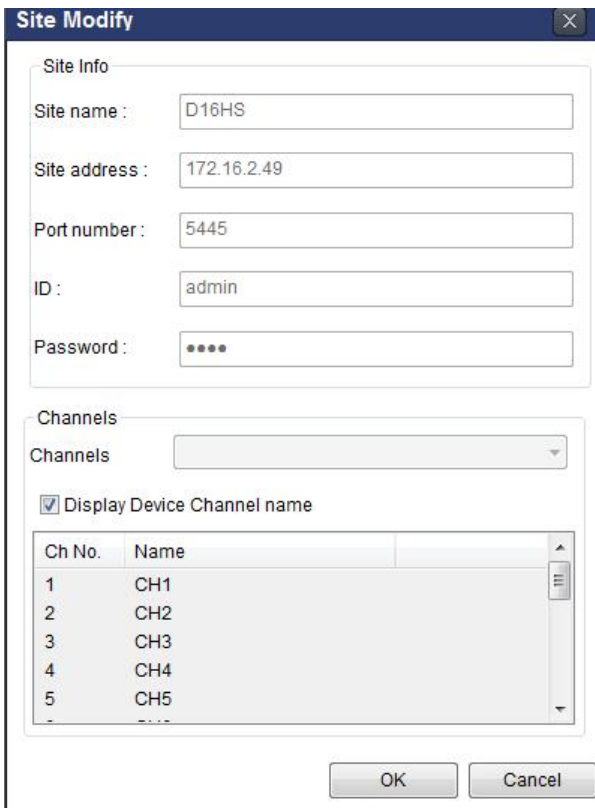 Site Modify
Site Info
Site name :
D16HS
Site address :
172.16.2.49
Port number :
5445
ID :
admin
Password :
••••
Channels
Channels
Display Device Channel name
Ch No. Name
1 CH1
2 CH2
3 CH3
4 CH4
5 CH5
OK Cancel